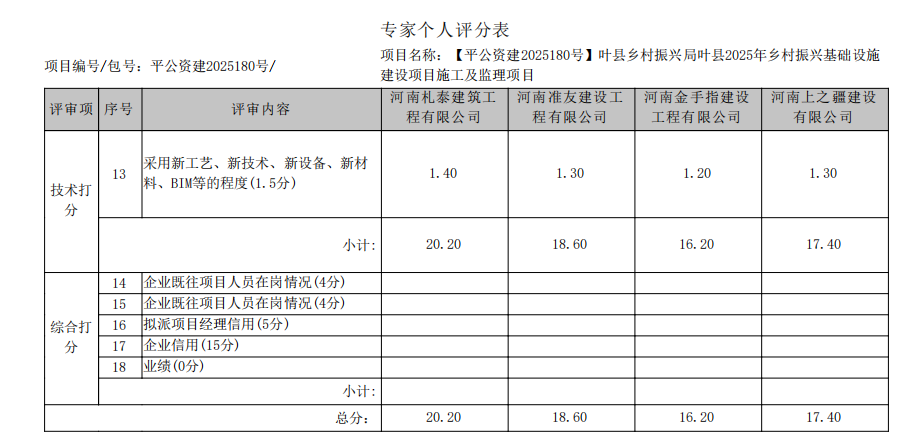 专家个人评分表
项目编号/包号: 平公资建2025180号/
项目名称: 【平公资建2025180号】叶县乡村振兴局叶县2025年乡村振兴基础设施
建设项目施工及监理项目
评审项 序号 评审内容 河南札泰建筑工 河南准友建设工 河南金手指建设 河南上之疆建设
程有限公司 程有限公司 工程有限公司 有限公司
技术打
分
13 采用新工艺、新技术、新设备、新材 1.40 1.30 1.20 1.30
料、BIM等的程度(1.5分)
小计: 20.20 18.60 16.20 17.40
综合打
分
14 企业既往项目人员在岗情况(4分)
15 企业既往项目人员在岗情况(4分)
16 拟派项目经理信用(5分)
17 企业信用(15分)
18 业绩(0分)
小计:
总分: 20.20 18.60 16.20 17.40